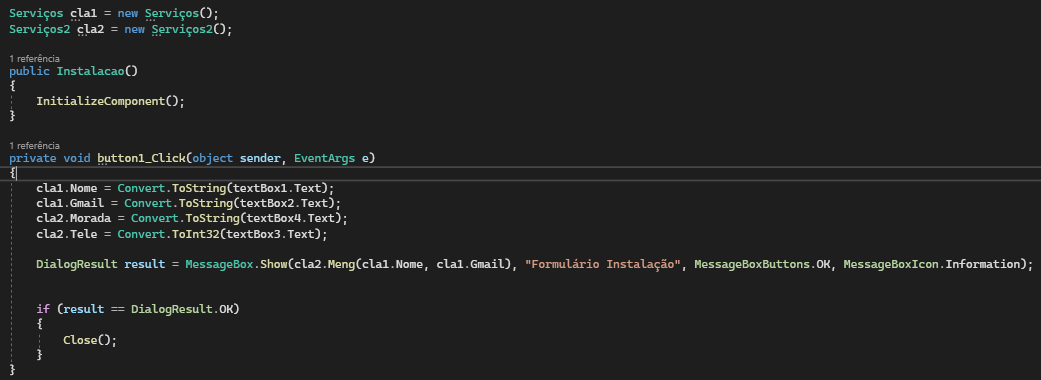 Serviços cla1 = new Serviços();
Serviços2 cla2 = new Serviços2();
1 referência
public Instalacao()
{
InitializeComponent();
}
1 referência
private void button1_Click(object sender, EventArgs e)
{
cla1.Nome = Convert.ToString(textBox1.Text);
cla1.Gmail = Convert.ToString(textBox2.Text);
cla2.Morada = Convert.ToString(textBox4.Text);
cla2.Tele = Convert.ToInt32(textBox3.Text);
DialogResult result = MessageBox.Show(cla2.Meng(cla1.Nome, cla1.Gmail), "Formulário Instalação", MessageBoxButtons.OK, MessageBoxIcon.Information);
if (result == DialogResult.OK)
{
Close();
}
}